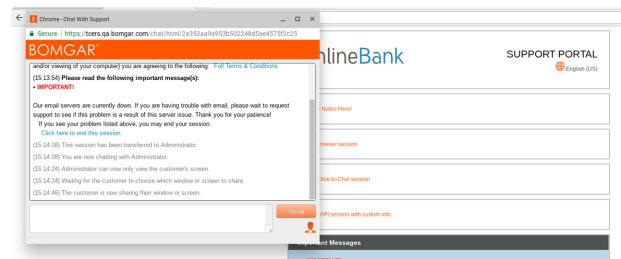 Chrome - Chat With Support
Secure | https://tcers.qa.bomgar.com/chat/html/2a352aa9a953b502248d5ae4575f2c25
BOMGAR™
and/or viewing of your computer) you are agreeing to the following: Full Terms & Conditions
(15:13:54) Please read the following important message(s):
• IMPORTANT!
Our email servers are currently down. If you are having trouble with email, please wait to request
support to see if this problem is a result of this server issue. Thank you for your patience!
If you see your problem listed above, you may end your session.
Click here to end this session.
(15:14:08) This session has been transferred to Administrator.
(15:14:08) You are now chatting with Administrator.
(15:14:24) Administrator can now only view the customer's screen.
(15:14:24) Waiting for the customer to choose which window or screen to share.
(15:14:46) The customer is now sharing their window or screen.
Send
nlineBank
SUPPORT PORTAL
English (US)
Notes Here!
rowser session
lick-to-Chat session
API session with custom info
Important Messages